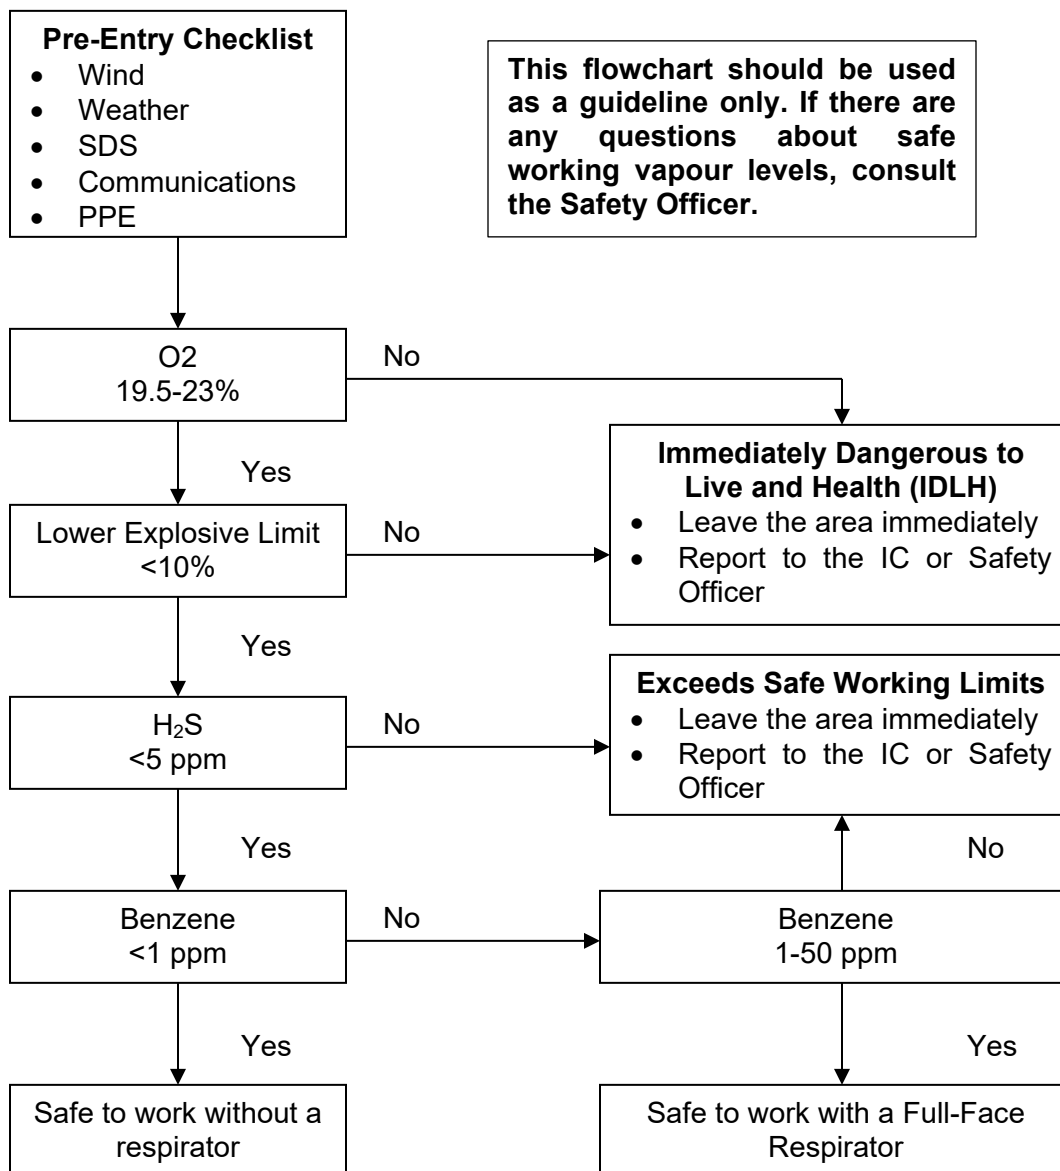 Pre-Entry Checklist
• Wind
• Weather
• SDS
• Communications
• PPE
This flowchart should be used
as a guideline only. If there are
any questions about safe
working vapour levels, consult
the Safety Officer.
O2
19.5-23%
No
Yes
Immediately Dangerous to
Live and Health (IDLH)
• Leave the area immediately
• Report to the IC or Safety
Officer
Lower Explosive Limit
<10%
No
Yes
Exceeds Safe Working Limits
• Leave the area immediately
• Report to the IC or Safety
Officer
H₂S
<5 ppm
No
Yes
No
Benzene
<1 ppm
No
Benzene
1-50 ppm
Yes
Yes
Safe to work without a
respirator
Safe to work with a Full-Face
Respirator